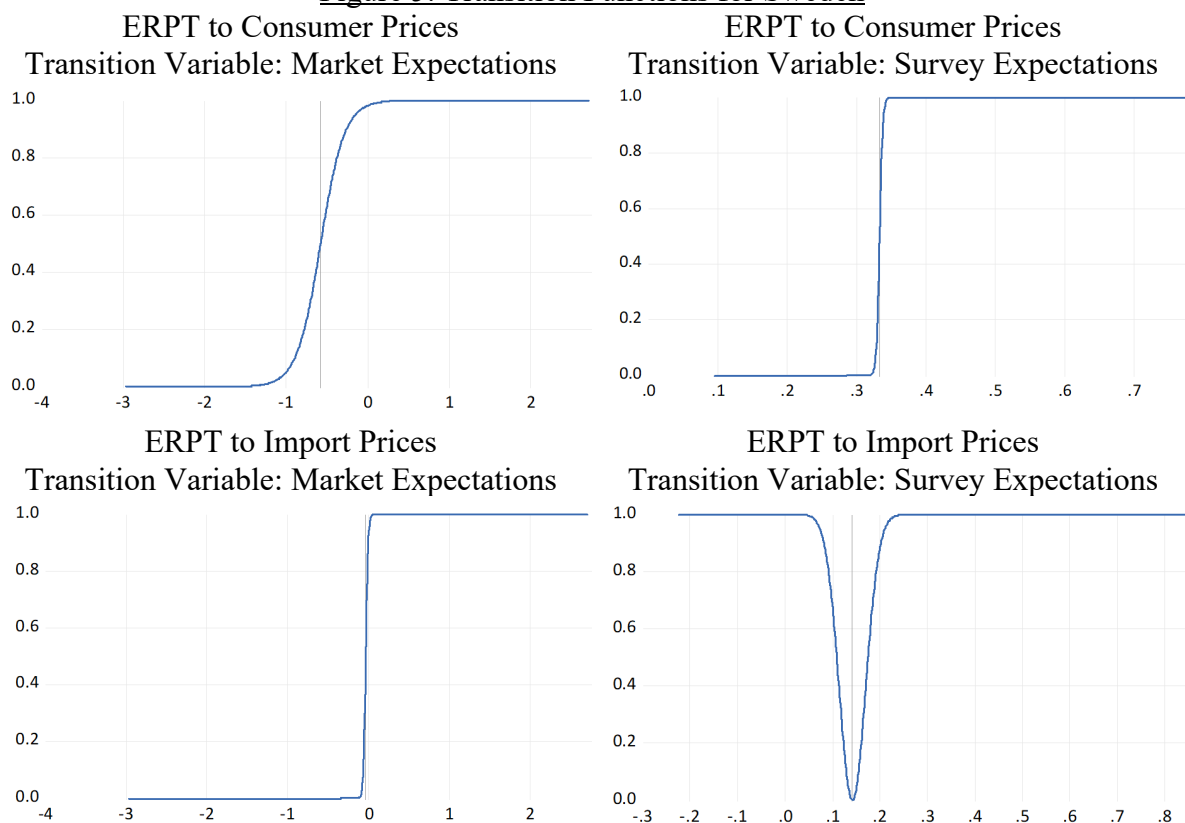 ERPT to Consumer Prices
Transition Variable: Market Expectations
1.0
0.8
0.6
0.4
0.2
0.0
-4 -3 -2 -1 0 1 2
ERPT to Consumer Prices
Transition Variable: Survey Expectations
1.0
0.8
0.6
0.4
0.2
0.0
.0 .1 .2 .3 .4 .5 .6 .7
ERPT to Import Prices
Transition Variable: Market Expectations
1.0
0.8
0.6
0.4
0.2
0.0
-4 -3 -2 -1 0 1 2
ERPT to Import Prices
Transition Variable: Survey Expectations
1.0
0.8
0.6
0.4
0.2
0.0
-.3 -.2 -.1 .0 .1 .2 .3 .4 .5 .6 .7 .8